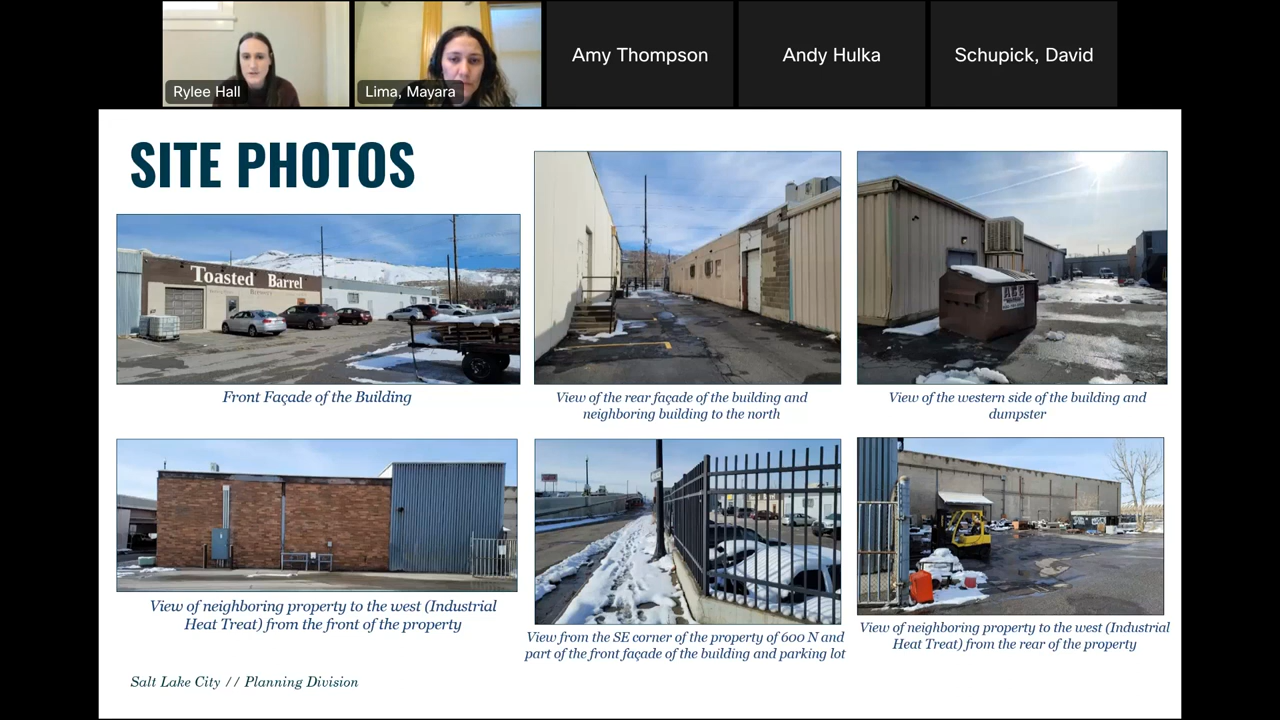 Rylee Hall
Lima, Mayara
Amy Thompson
Andy Hulka
Schupick, David
SITE PHOTOS
Toasted Barrel
Front Façade of the Building
View of the rear façade of the building and
neighboring building to the north
View of the western side of the building and
dumpster
View of neighboring property to the west (Industrial
Heat Treat) from the front of the property
View from the SE corner of the property of 600 N and
part of the front façade of the building and parking lot
View of neighboring property to the west (Industrial
Heat Treat) from the rear of the property
Salt Lake City // Planning Division